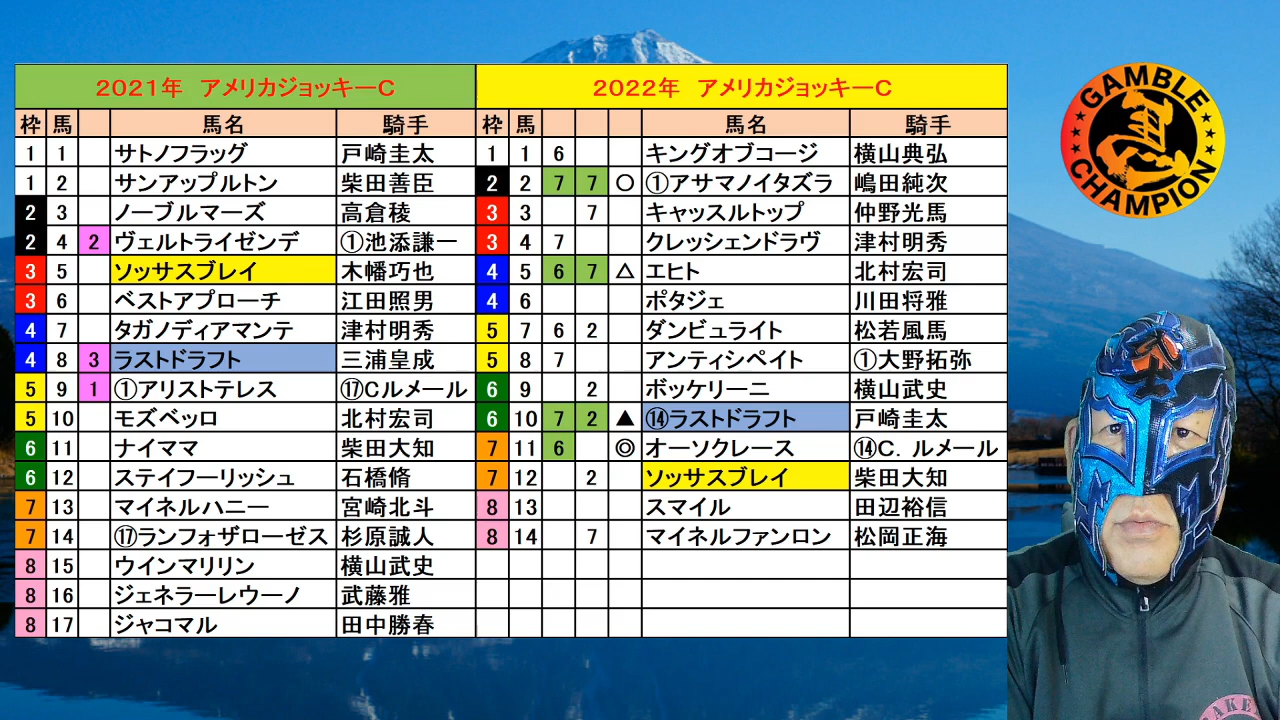 2021年 アメリカジョッキーC
枠 馬 馬名 騎手
1 1 サトノフラッグ 戸崎圭太
1 2 サンアップルトン 柴田善臣
2 3 ノーブルマーズ 高倉稜
2 4 2 ヴェルトライゼンデ ①池添謙一
3 5 ソッサスブレイ 木幡巧也
3 6 ベストアプローチ 江田照男
4 7 タガノディアマンテ 津村明秀
4 8 3 ラストドラフト 三浦皇成
5 9 1 ①アリストテレス ⑰Cルメール
5 10 モズベッロ 北村宏司
6 11 ナイママ 柴田大知
6 12 ステイフーリッシュ 石橋脩
7 13 マイネルハニー 宮崎北斗
7 14 ⑰ランフォザローゼス 杉原誠人
8 15 ウインマリリン 横山武史
8 16 ジェネラーレウーノ 武藤雅
8 17 ジャコマル 田中勝春
2022年 アメリカジョッキーC
枠 馬 馬名 騎手
1 1 6 キングオブコージ 横山典弘
2 2 7 7 ○ ①アサマノイタズラ 嶋田純次
3 3 7 キャッスルトップ 仲野光馬
3 4 7 クレッシェンドラヴ 津村明秀
4 5 6 7 △ エヒト 北村宏司
4 6 6 ポタジェ 川田将雅
5 7 6 2 ダンビュライト 松若風馬
5 8 7 アンティシペイト ①大野拓弥
6 9 2 ボッケリーニ 横山武史
6 10 7 2 ▲ ⑭ラストドラフト 戸崎圭太
7 11 6 ◎ オーソクレース ⑭C．ルメール
7 12 2 ソッサスブレイ 柴田大知
8 13 スマイル 田辺裕信
8 14 7 マイネルファンロン 松岡正海
GAMBLE
CHAMPION